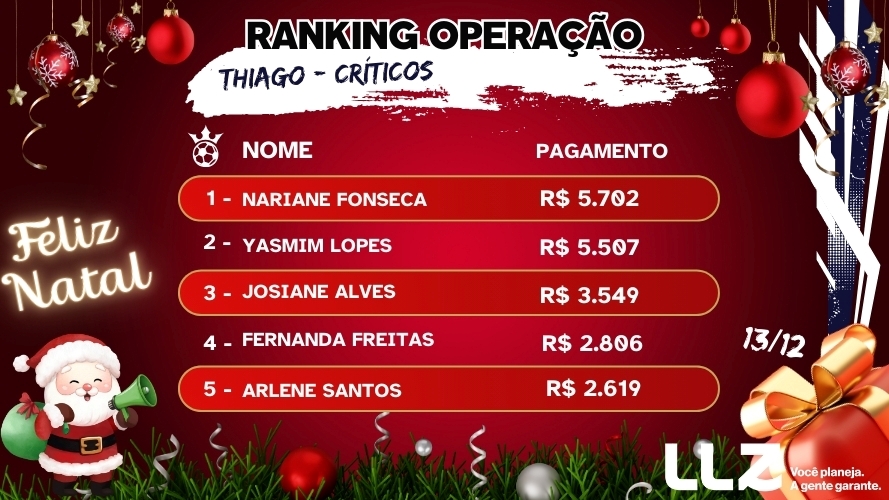 RANKING OPERAÇÃO
THIAGO - CRÍTICOS
NOME PAGAMENTO
1 - NARIANE FONSECA R$ 5.702
2 - YASMIM LOPES R$ 5.507
3 - JOSIANE ALVES R$ 3.549
4 - FERNANDA FREITAS R$ 2.806
5 - ARLENE SANTOS R$ 2.619
Feliz
Natal
13/12
LLZ
Você planeja.
A gente garante.